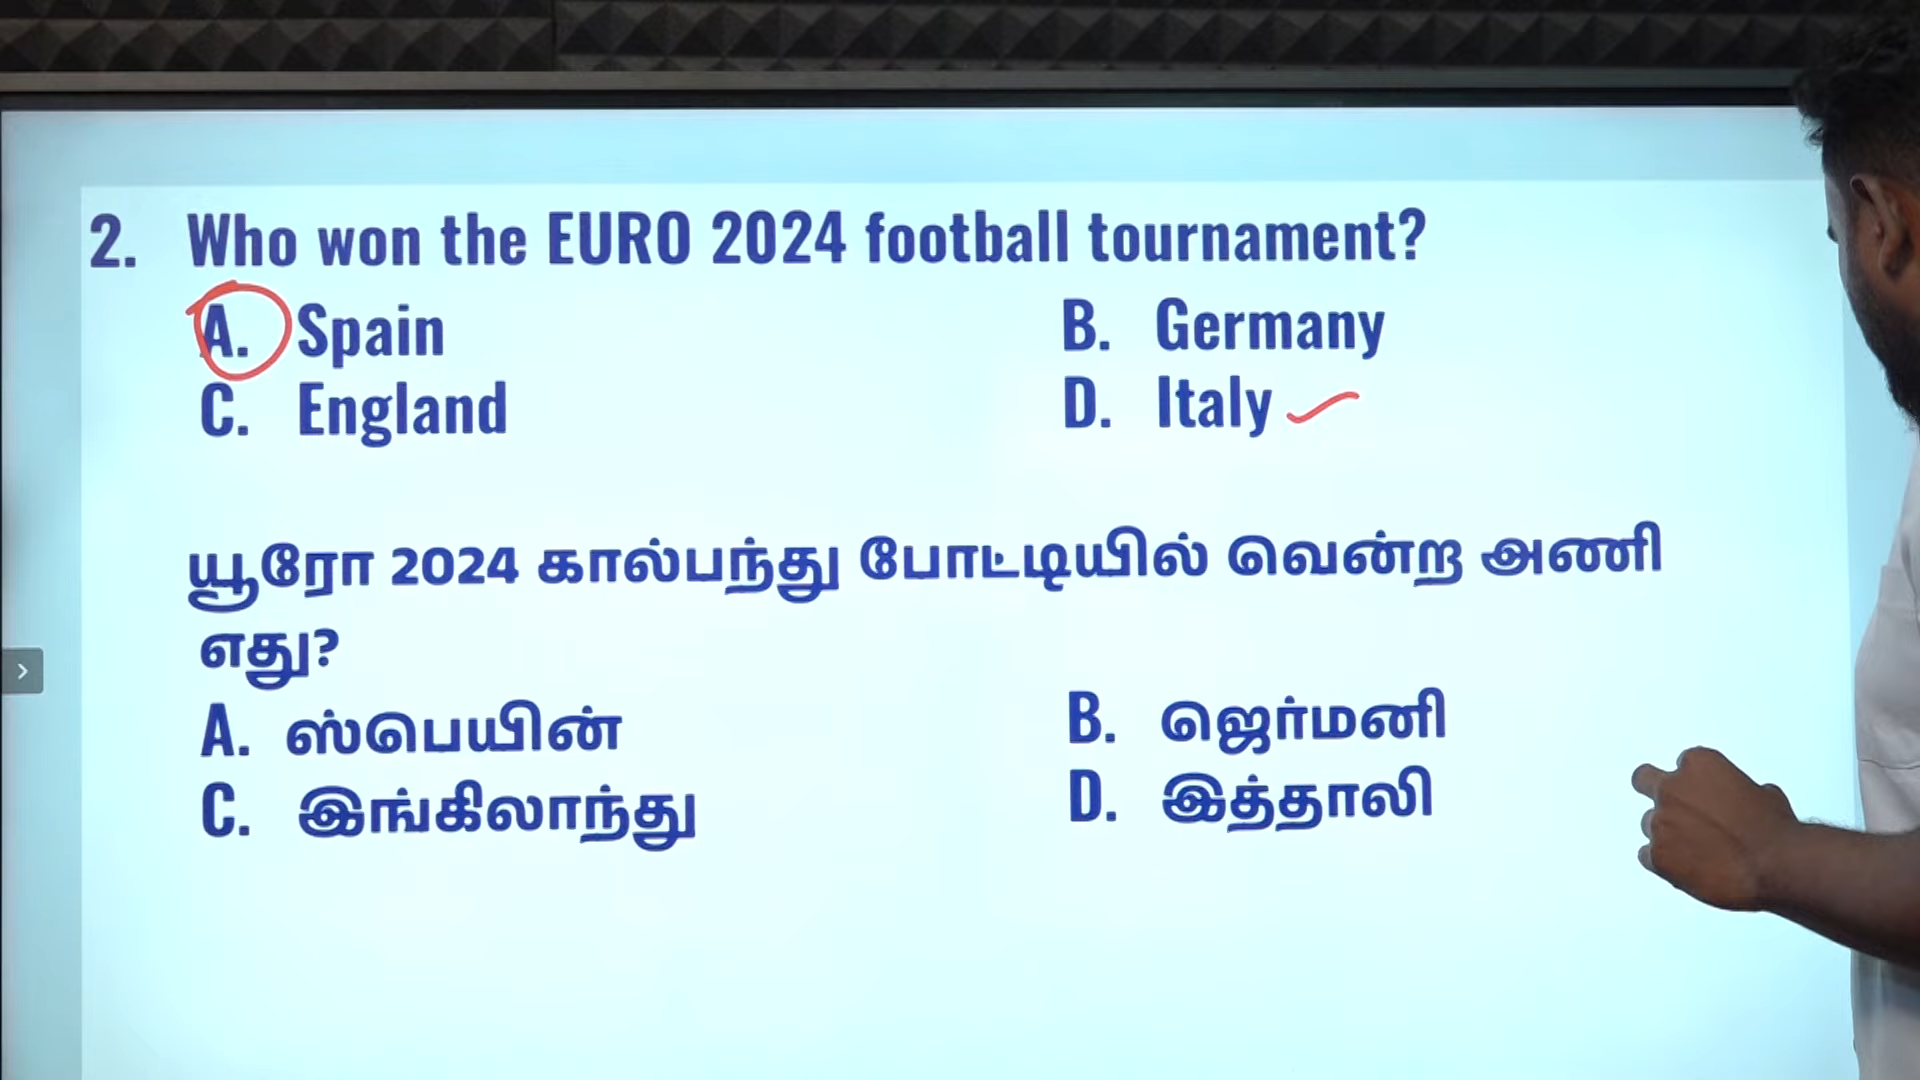 2. Who won the EURO 2024 football tournament?
A. Spain B. Germany
C. England D. Italy
யூரோ 2024 கால்பந்து போட்டியில் வென்ற அணி
எது?
A. ஸ்பெயின் B. ஜெர்மனி
C. இங்கிலாந்து D. இத்தாலி